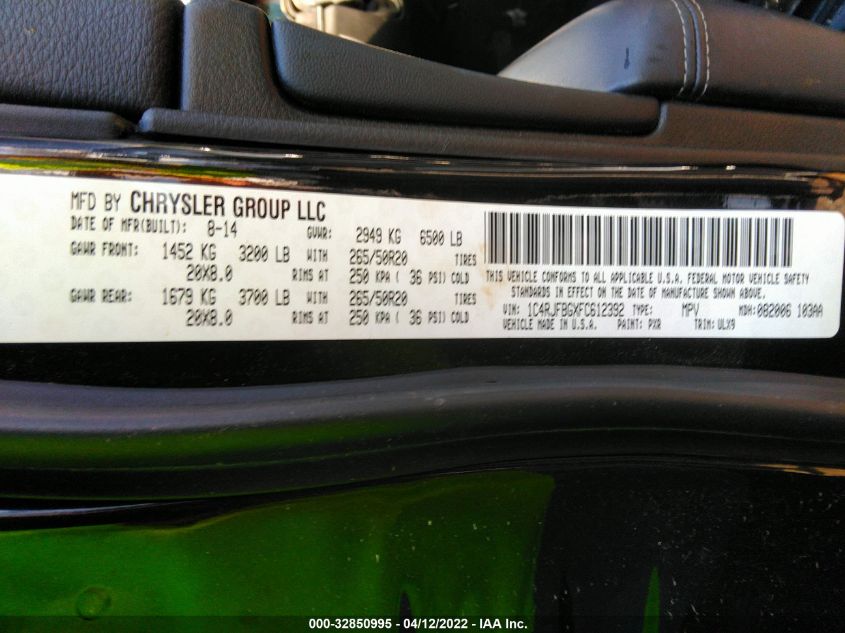 MFD BY CHRYSLER GROUP LLC
DATE OF MFR(BUILT): 8-14 GVWR: 2949 KG 6500 LB
GAWR FRONT: 1452 KG 3200 LB WITH 265/50R20 TIRES
20X8.0 RIMS AT 250 KPA ( 36 PSI) COLD
GAWR REAR: 1679 KG 3700 LB WITH 265/50R20 TIRES
20X8.0 RIMS AT 250 KPA ( 36 PSI) COLD
THIS VEHICLE CONFORMS TO ALL APPLICABLE U.S.A. FEDERAL MOTOR VEHICLE SAFETY
STANDARDS IN EFFECT ON THE DATE OF MANUFACTURE SHOWN ABOVE.
VIN: 1C4RJFBGXFC612392 TYPE: MPV MDH: 082006 103AA
VEHICLE MADE IN U.S.A. PAINT: PXR TRIM: ULX9
000-32850995 - 04/12/2022 - IAA Inc.